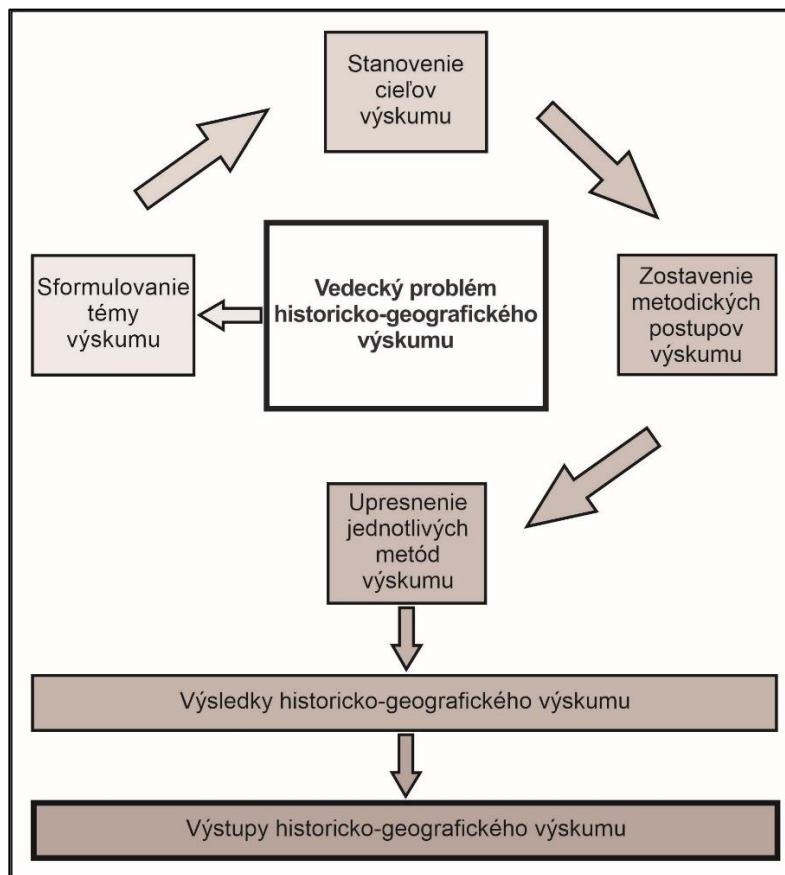 Stanovenie
cieľov
výskumu
Sformulovanie
témy
výskumu
Vedecký problém
historicko-geografického
výskumu
Zostavenie
metodických
postupov
výskumu
Upresnenie
jednotlivých
metód
výskumu
Výsledky historicko-geografického výskumu
Výstupy historicko-geografického výskumu